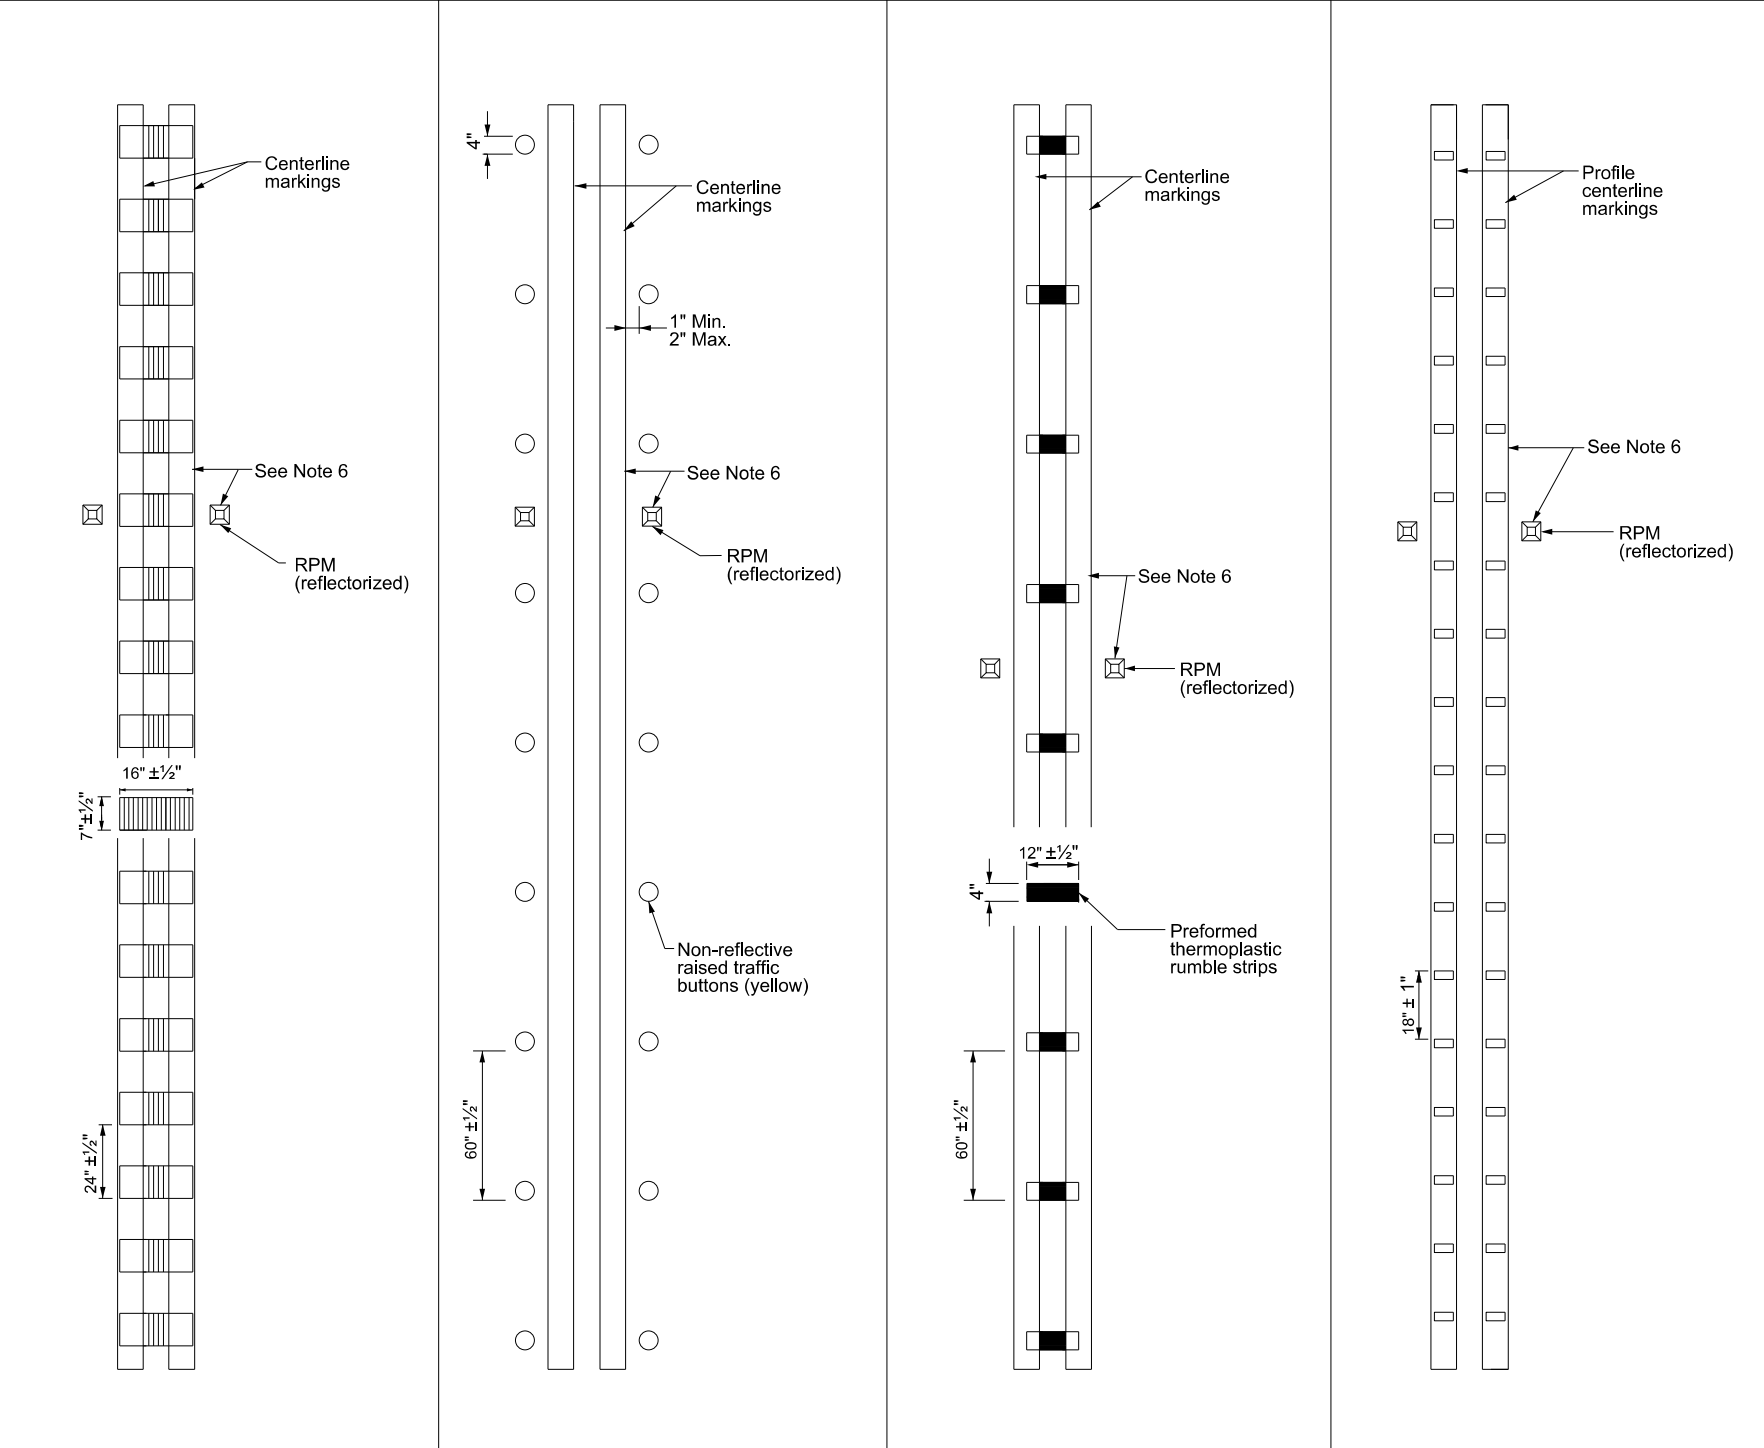 Centerline
markings
See Note 6
RPM
(reflectorized)
16" ±½"
7"±½"
24" ±½"
4"
Centerline
markings
1" Min.
2" Max.
See Note 6
RPM
(reflectorized)
Non-reflective
raised traffic
buttons (yellow)
60" ±½"
Centerline
markings
See Note 6
RPM
(reflectorized)
12" ±½"
4"
Preformed
thermoplastic
rumble strips
60" ±½"
Profile
centerline
markings
See Note 6
RPM
(reflectorized)
18" ± 1"